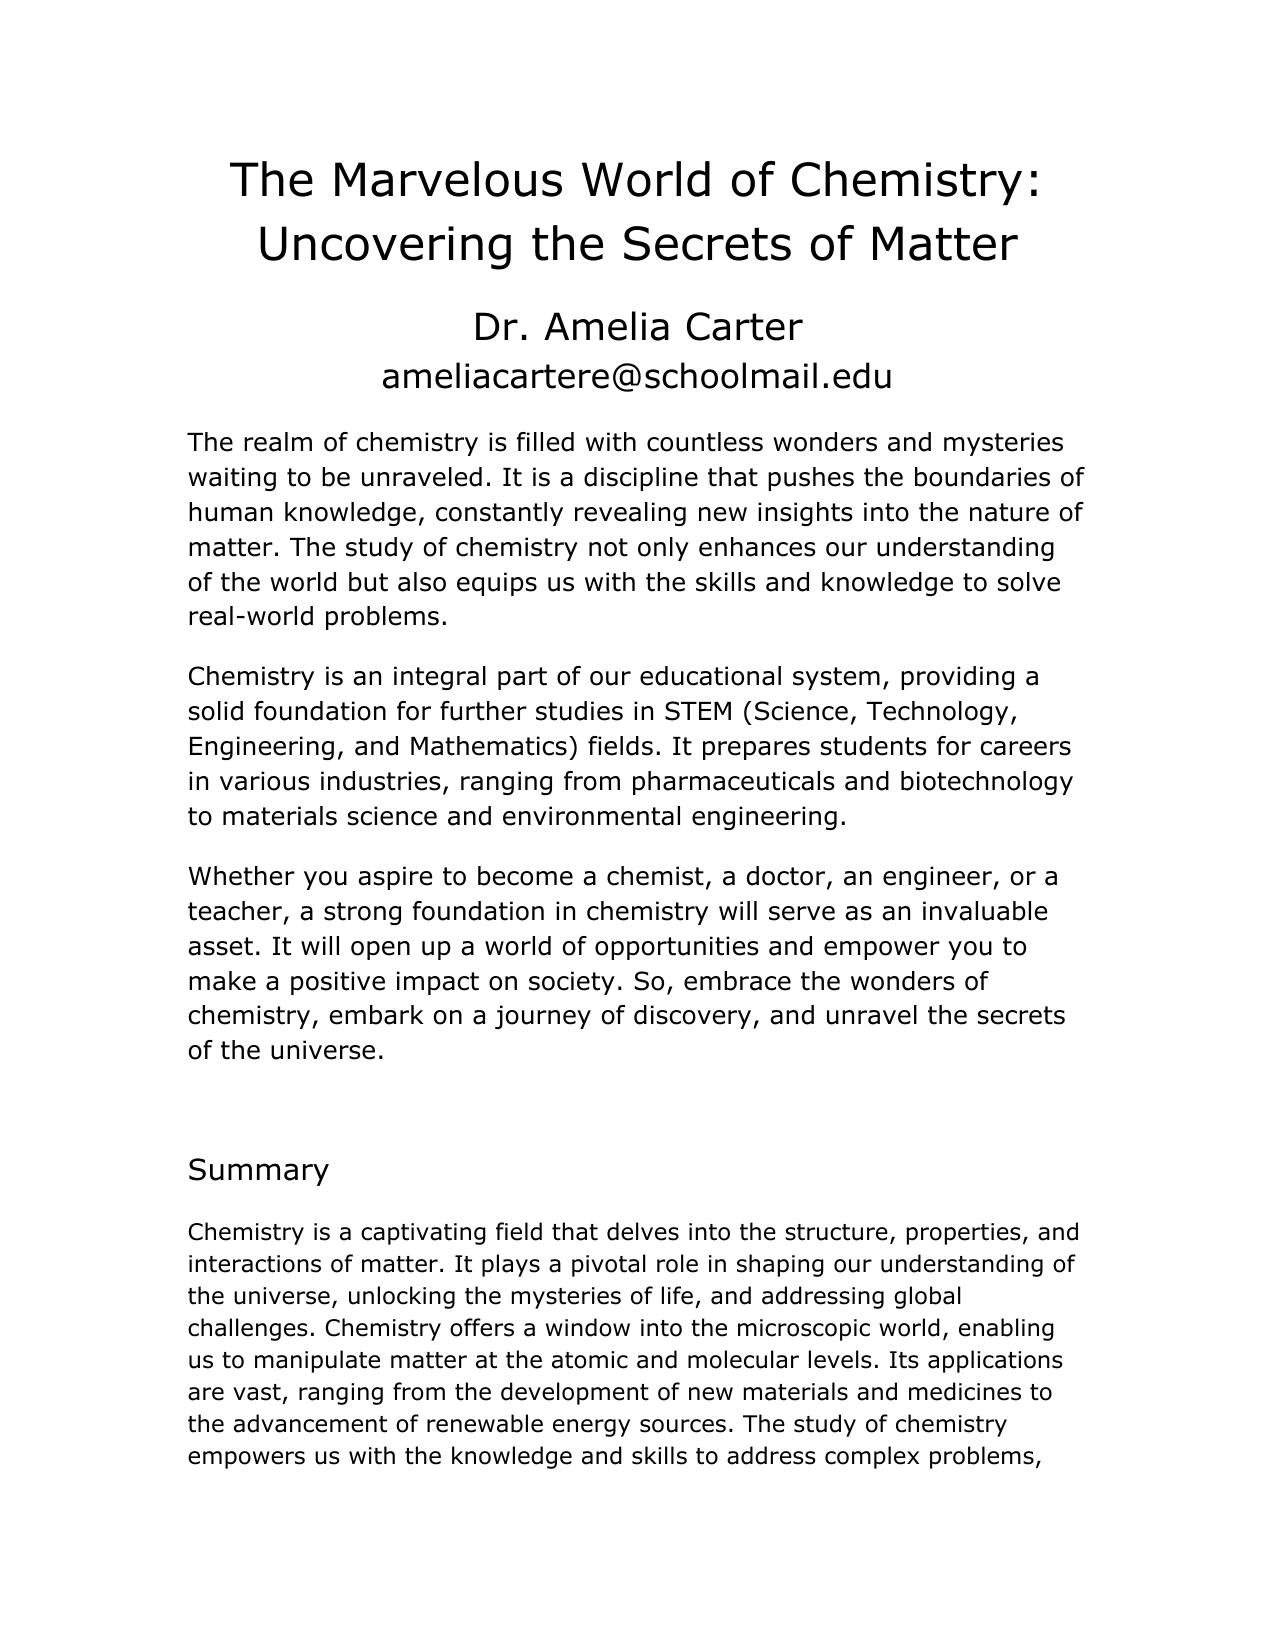 The Marvelous World of Chemistry:
Uncovering the Secrets of Matter
Dr. Amelia Carter
ameliacartere@schoolmail.edu
The realm of chemistry is filled with countless wonders and mysteries
waiting to be unraveled. It is a discipline that pushes the boundaries of
human knowledge, constantly revealing new insights into the nature of
matter. The study of chemistry not only enhances our understanding
of the world but also equips us with the skills and knowledge to solve
real-world problems.
Chemistry is an integral part of our educational system, providing a
solid foundation for further studies in STEM (Science, Technology,
Engineering, and Mathematics) fields. It prepares students for careers
in various industries, ranging from pharmaceuticals and biotechnology
to materials science and environmental engineering.
Whether you aspire to become a chemist, a doctor, an engineer, or a
teacher, a strong foundation in chemistry will serve as an invaluable
asset. It will open up a world of opportunities and empower you to
make a positive impact on society. So, embrace the wonders of
chemistry, embark on a journey of discovery, and unravel the secrets
of the universe.
Summary
Chemistry is a captivating field that delves into the structure, properties, and
interactions of matter. It plays a pivotal role in shaping our understanding of
the universe, unlocking the mysteries of life, and addressing global
challenges. Chemistry offers a window into the microscopic world, enabling
us to manipulate matter at the atomic and molecular levels. Its applications
are vast, ranging from the development of new materials and medicines to
the advancement of renewable energy sources. The study of chemistry
empowers us with the knowledge and skills to address complex problems,